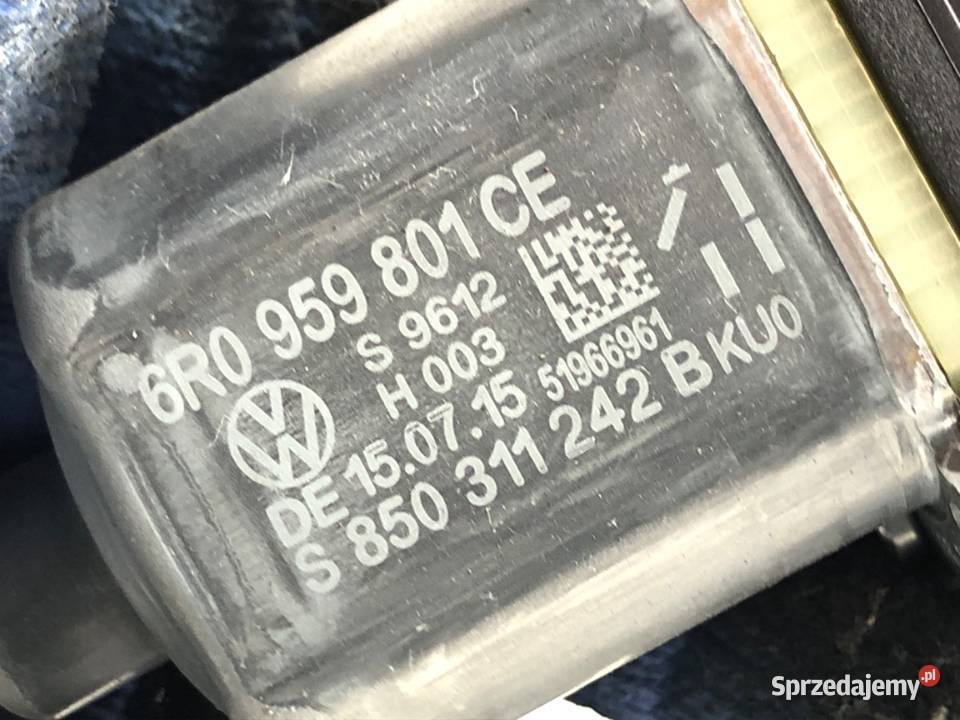 6R0 959 801 CE
S 9612
H 003
DE 15.07.15 51966961
S 850 311 242 B KU0
Sprzedajemy.pl